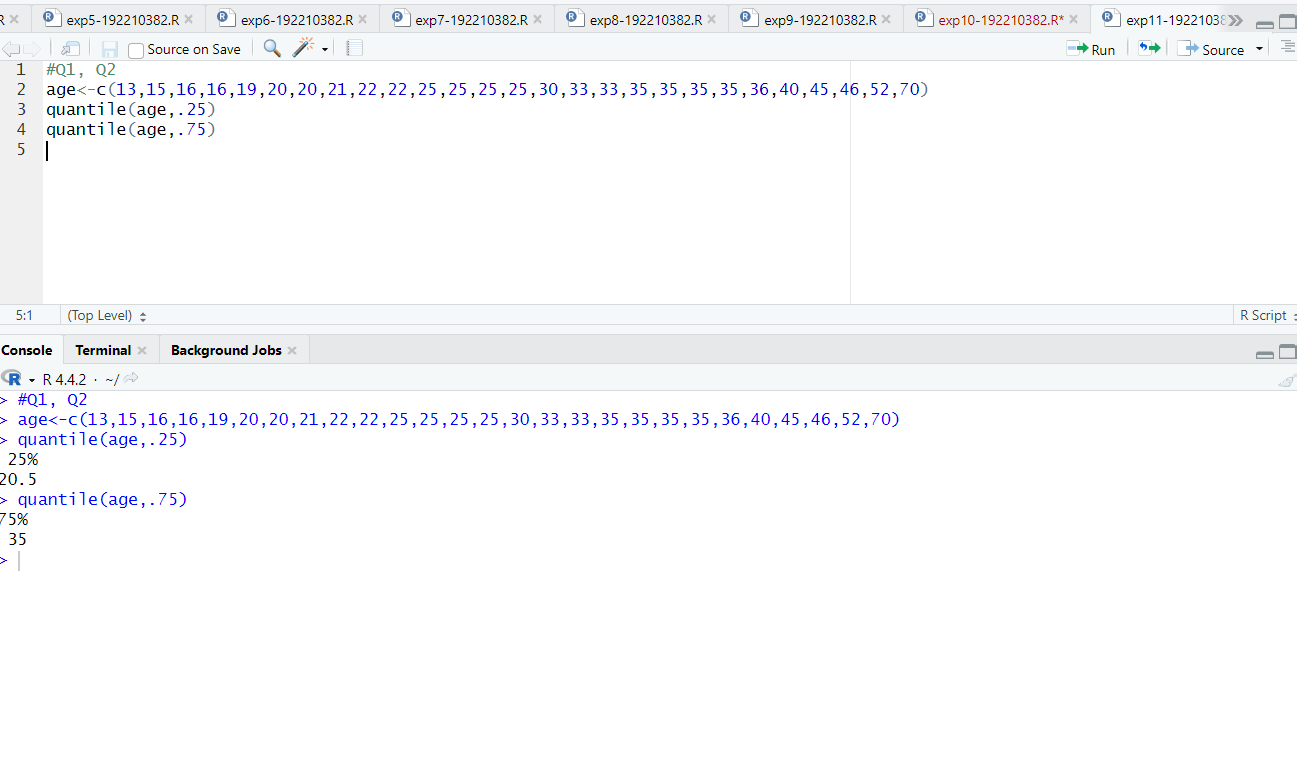 R exp5-192210382.R exp6-192210382.R exp7-192210382.R exp8-192210382.R exp9-192210382.R exp10-192210382.R* exp11-19221038
Source on Save Run Source
1 #Q1, Q2
2 age<-c(13,15,16,16,19,20,20,21,22,22,25,25,25,25,30,33,33,35,35,35,35,36,40,45,46,52,70)
3 quantile(age,.25)
4 quantile(age,.75)
5
5:1 (Top Level) R Script
Console Terminal Background Jobs
R R 4.4.2 · ~/
> #Q1, Q2
> age<-c(13,15,16,16,19,20,20,21,22,22,25,25,25,25,30,33,33,35,35,35,35,36,40,45,46,52,70)
> quantile(age,.25)
25%
20.5
> quantile(age,.75)
75%
35
>